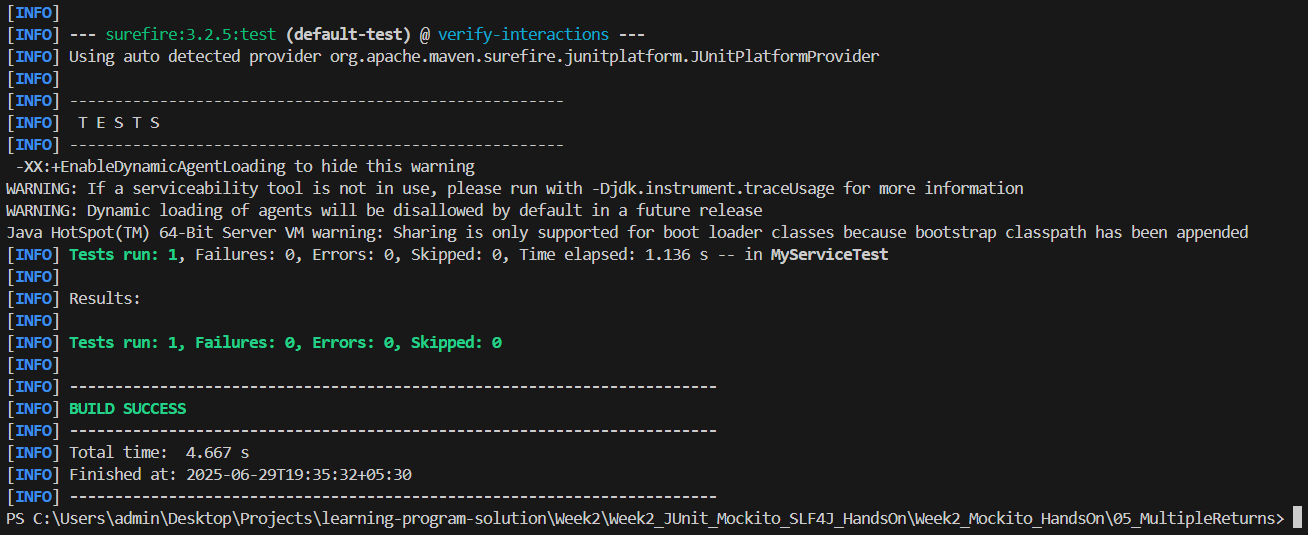 [INFO]
[INFO] --- surefire:3.2.5:test (default-test) @ verify-interactions ---
[INFO] Using auto detected provider org.apache.maven.surefire.junitplatform.JUnitPlatformProvider
[INFO]
[INFO] -------------------------------------------------------
[INFO]  T E S T S
[INFO] -------------------------------------------------------
 -XX:+EnableDynamicAgentLoading to hide this warning
WARNING: If a serviceability tool is not in use, please run with -Djdk.instrument.traceUsage for more information
WARNING: Dynamic loading of agents will be disallowed by default in a future release
Java HotSpot(TM) 64-Bit Server VM warning: Sharing is only supported for boot loader classes because bootstrap classpath has been appended
[INFO] Tests run: 1, Failures: 0, Errors: 0, Skipped: 0, Time elapsed: 1.136 s -- in MyServiceTest
[INFO]
[INFO] Results:
[INFO]
[INFO] Tests run: 1, Failures: 0, Errors: 0, Skipped: 0
[INFO]
[INFO] ------------------------------------------------------------------------
[INFO] BUILD SUCCESS
[INFO] ------------------------------------------------------------------------
[INFO] Total time:  4.667 s
[INFO] Finished at: 2025-06-29T19:35:32+05:30
[INFO] ------------------------------------------------------------------------
PS C:\Users\admin\Desktop\Projects\learning-program-solution\Week2\Week2_JUnit_Mockito_SLF4J_HandsOn\Week2_Mockito_HandsOn\05_MultipleReturns>